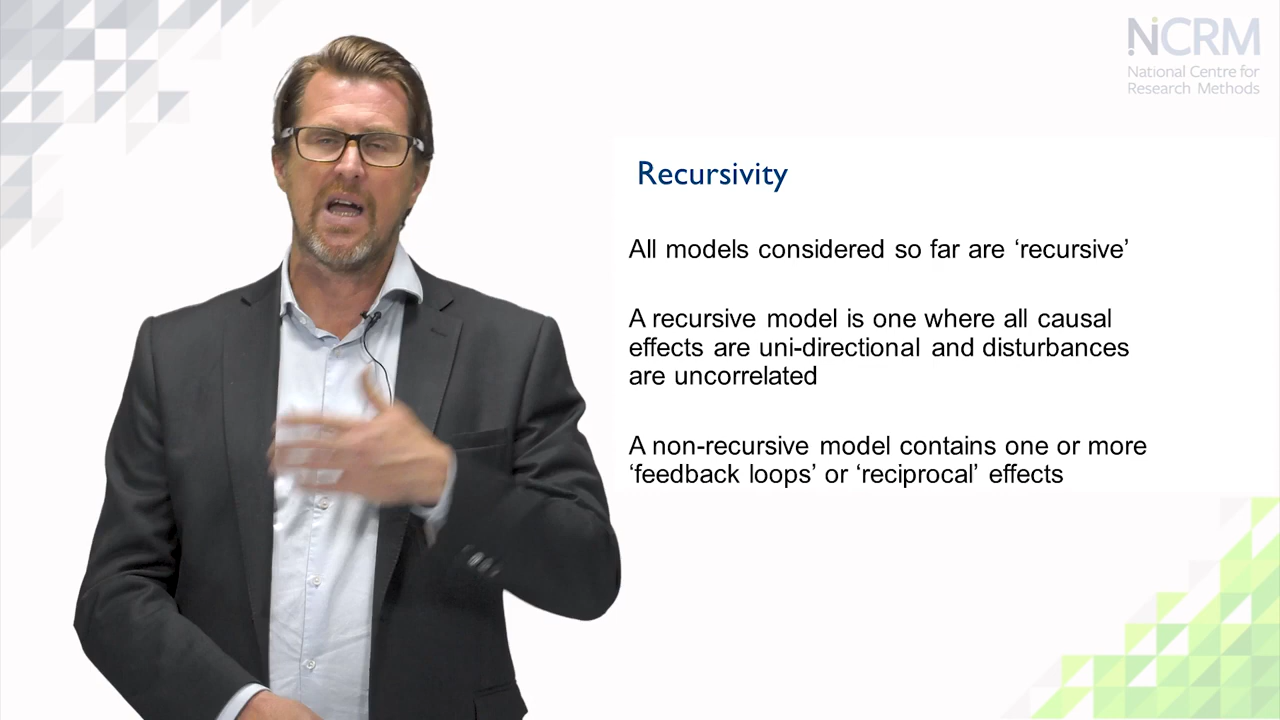 NCRM
National Centre for
Research Methods
Recursivity
All models considered so far are ‘recursive’
A recursive model is one where all causal
effects are uni-directional and disturbances
are uncorrelated
A non-recursive model contains one or more
‘feedback loops’ or ‘reciprocal’ effects